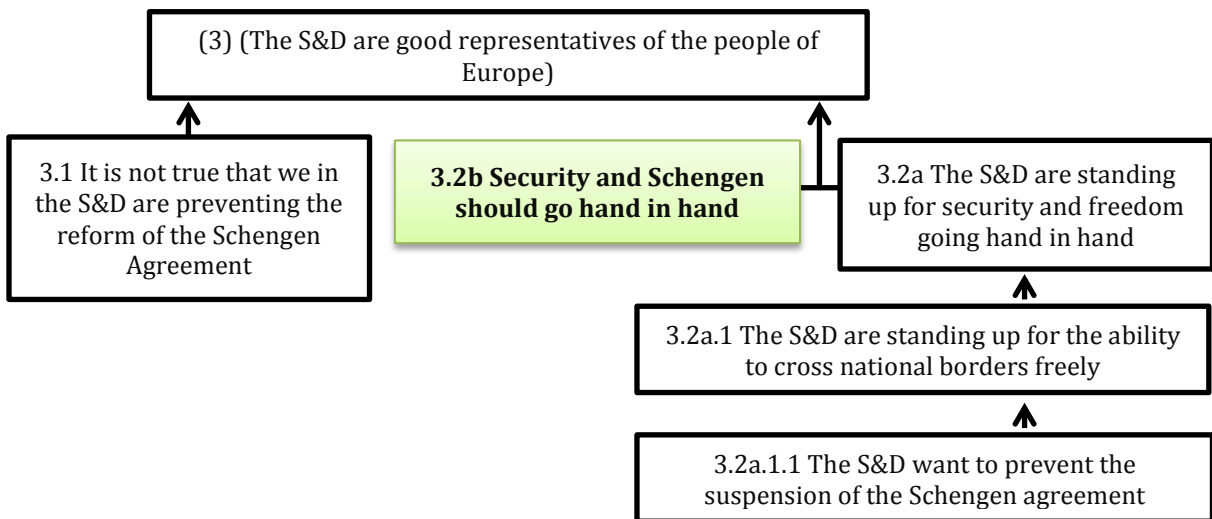 (3) (The S&D are good representatives of the people of
Europe)
3.1 It is not true that we in
the S&D are preventing the
reform of the Schengen
Agreement
3.2b Security and Schengen
should go hand in hand
3.2a The S&D are standing
up for security and freedom
going hand in hand
3.2a.1 The S&D are standing up for the ability
to cross national borders freely
3.2a.1.1 The S&D want to prevent the
suspension of the Schengen agreement